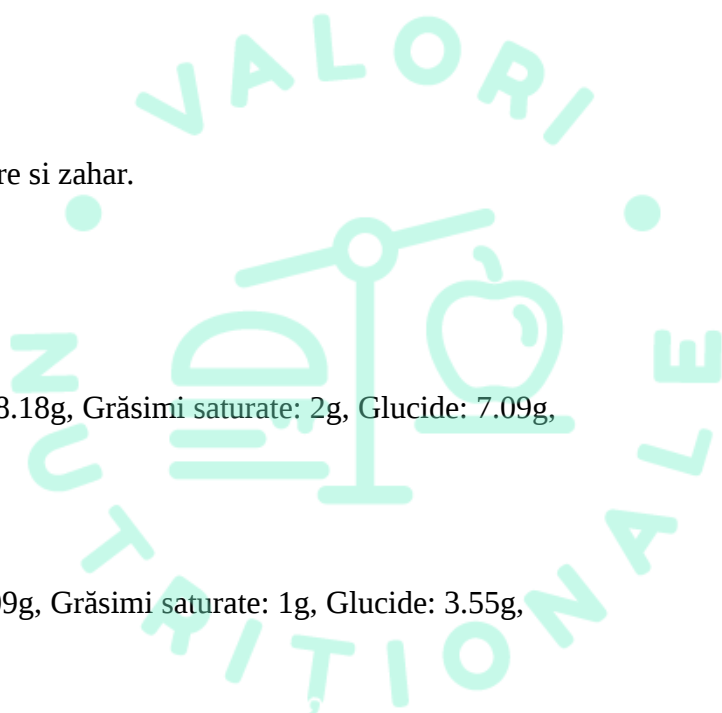 VALORI
re si zahar.
8.18g, Grăsimi saturate: 2g, Glucide: 7.09g,
9g, Grăsimi saturate: 1g, Glucide: 3.55g,
NUTRITIONALE